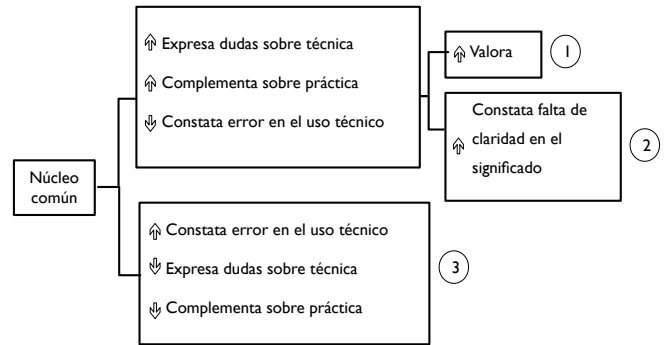 Expresa dudas sobre técnica
Complementa sobre práctica
Constata error en el uso técnico
Valora
1
Constata falta de
claridad en el
significado
2
Núcleo
común
Constata error en el uso técnico
Expresa dudas sobre técnica
Complementa sobre práctica
3